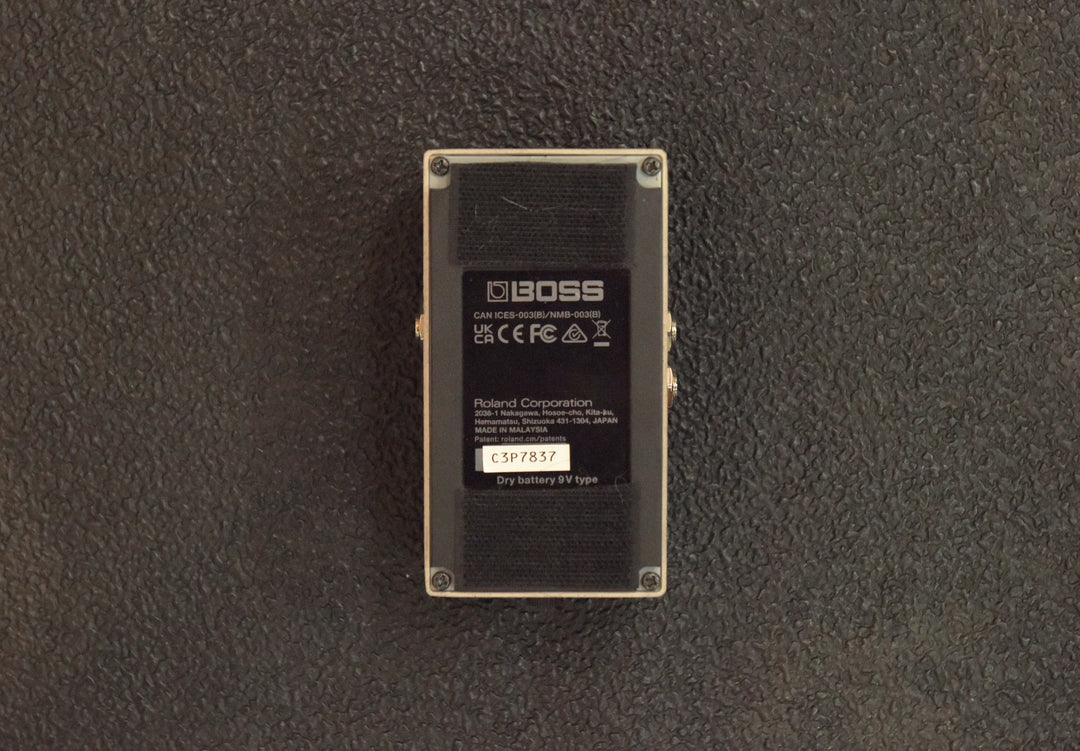 BOSS
CAN ICES-003(B)/NMB-003(B)
UK CA CE FC
Roland Corporation
2036-1 Nakagawa, Hosoe-cho, Kita-ku,
Hamamatsu, Shizuoka 431-1304, JAPAN
MADE IN MALAYSIA
Patent: roland.cm/patents
C3P7837
Dry battery 9V type